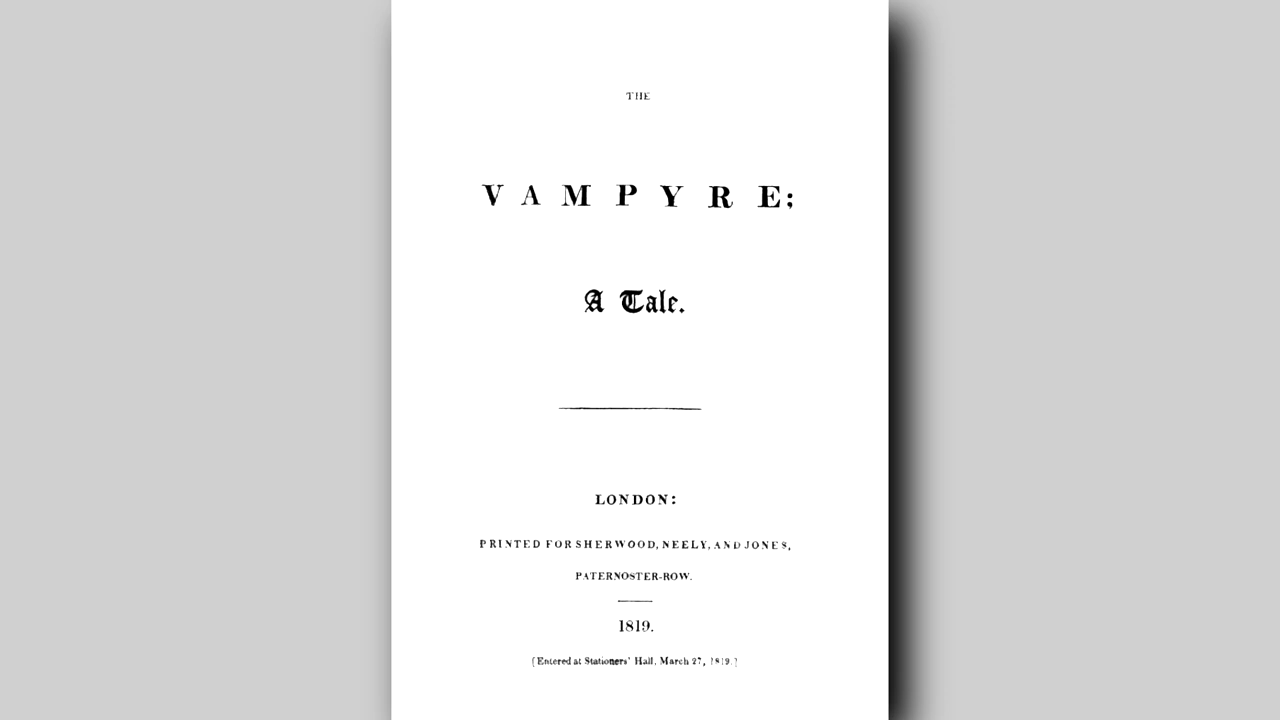 THE
VAMPYRE;
A Tale.
LONDON:
PRINTED FOR SHERWOOD, NEELY, AND JONES,
PATERNOSTER-ROW.
1819.
[Entered at Stationers' Hall, March 27, 1819.]